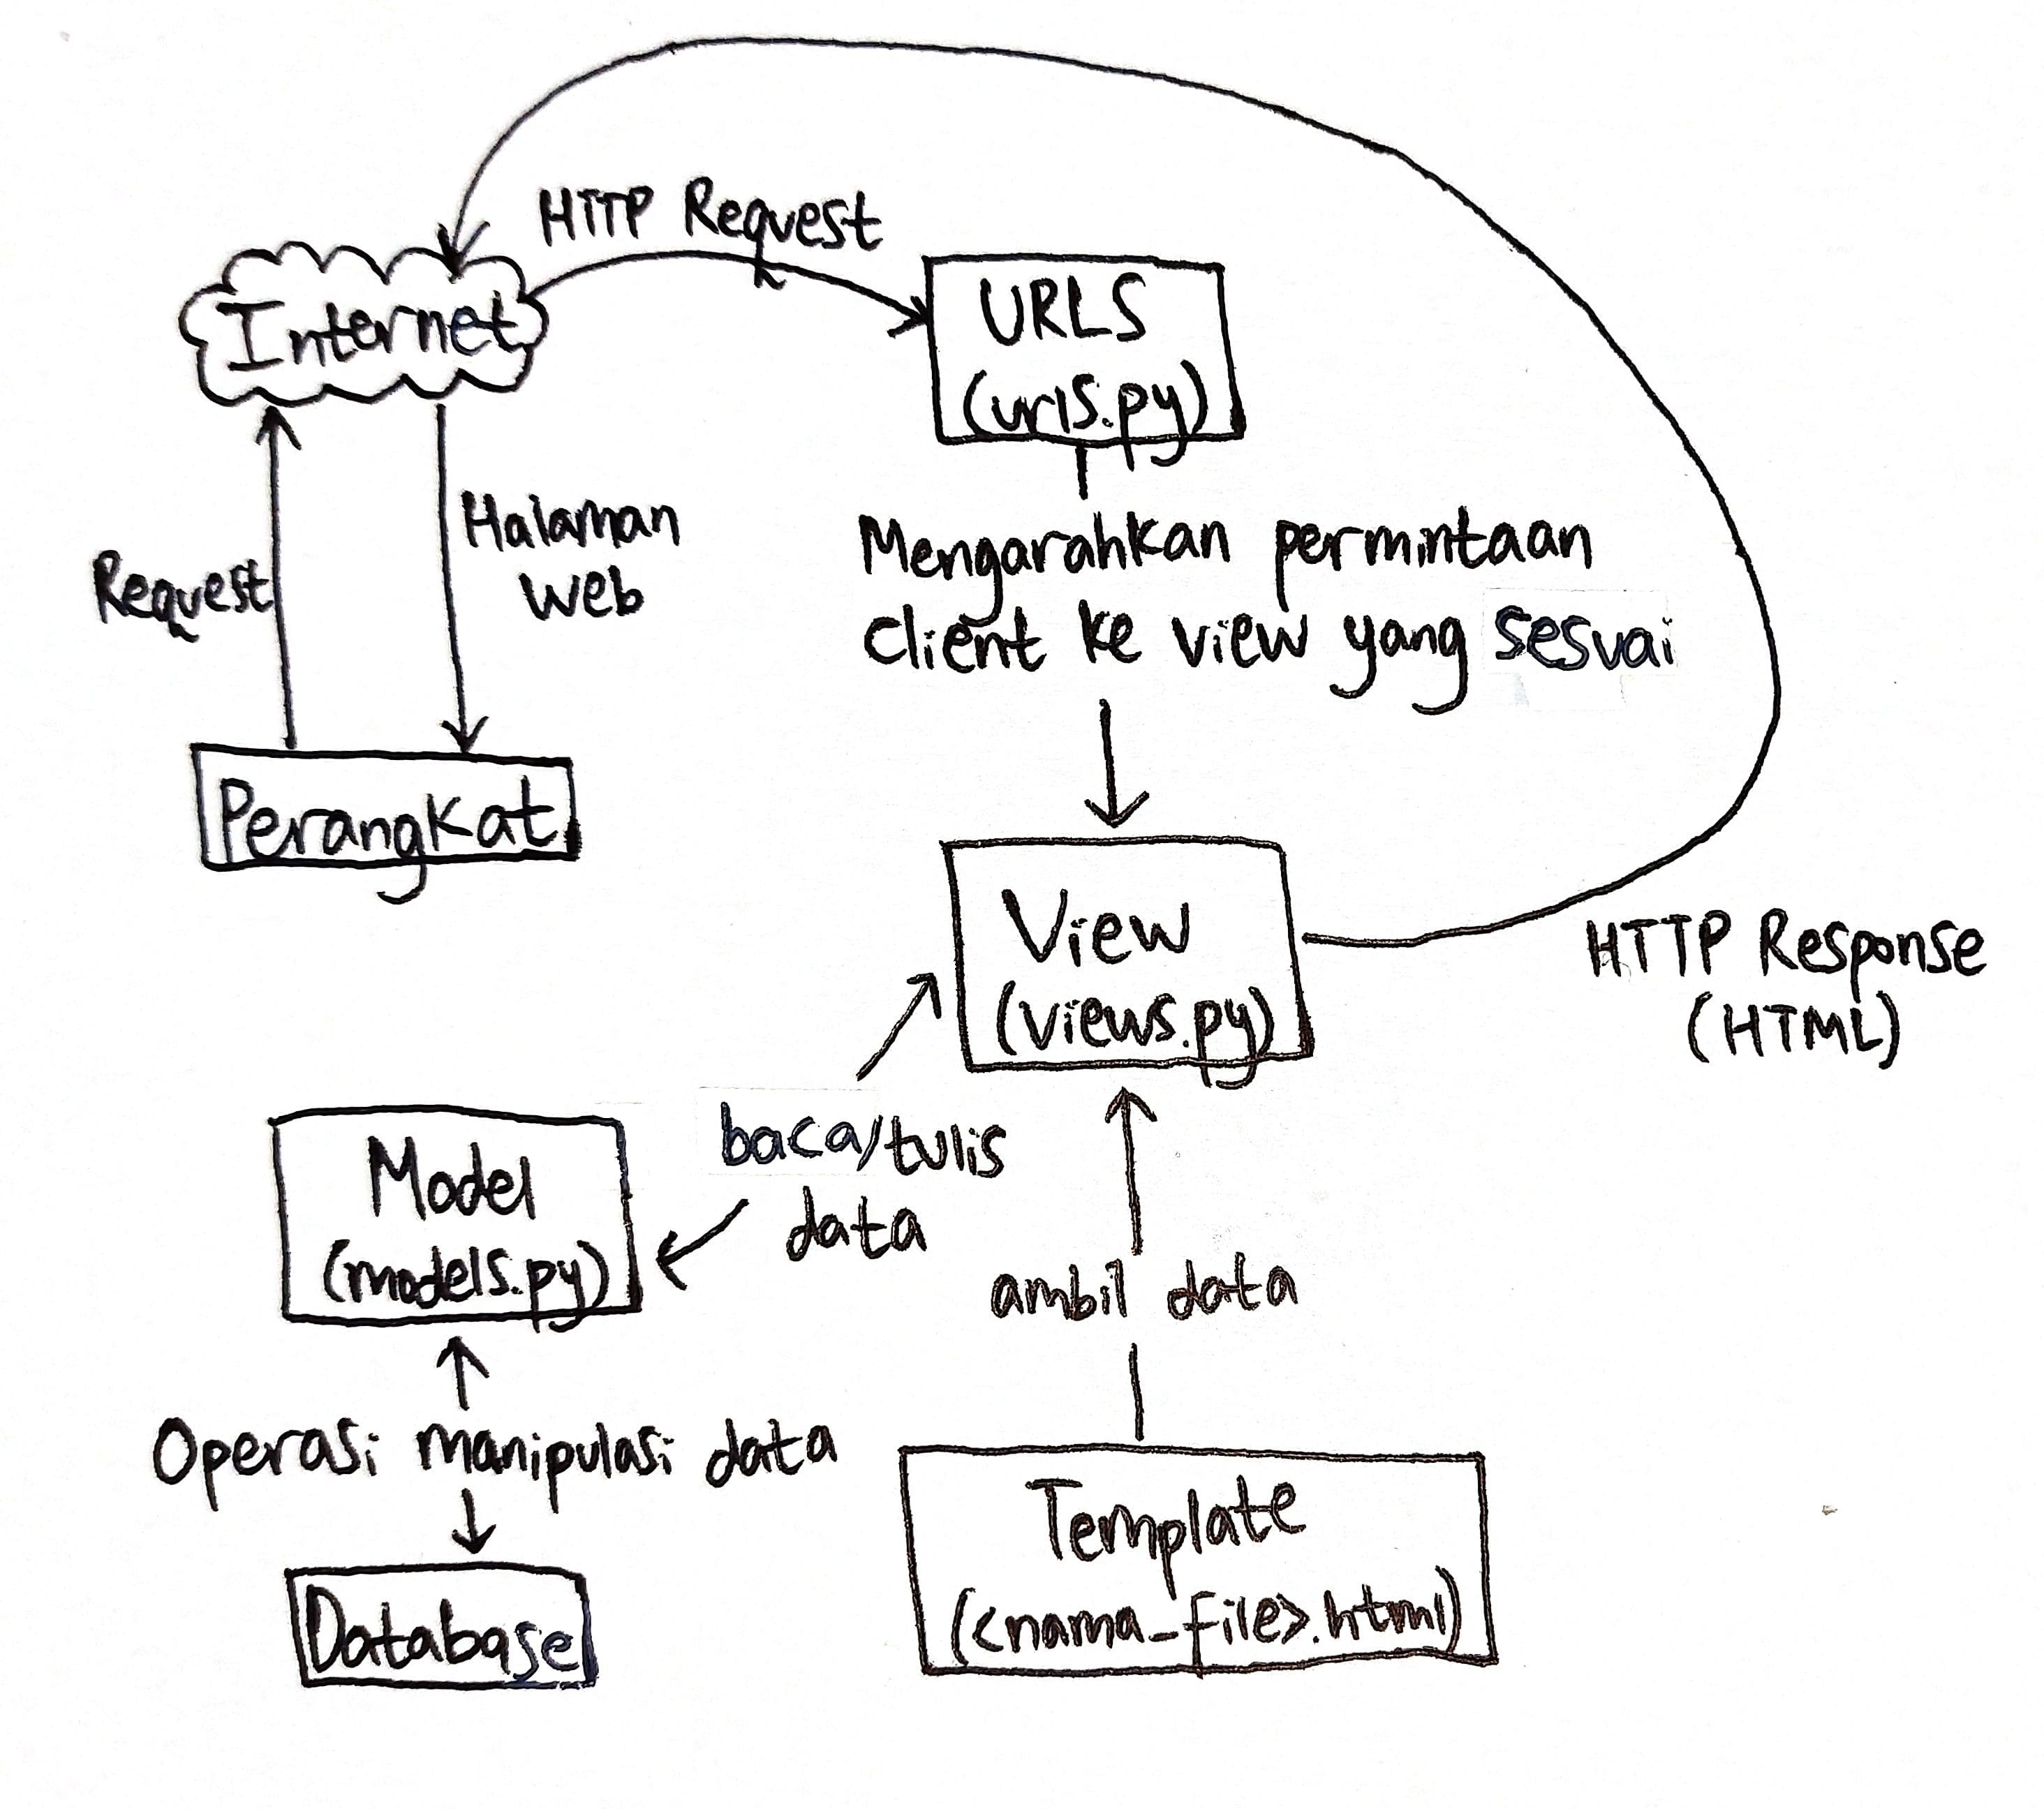 HTTP Request
Internet
URLS
(urls.py)
Request
Halaman
Web
Mengarahkan permintaan
client ke view yang sesuai
Perangkat
View
(views.py)
HTTP Response
(HTML)
baca/tulis
data
Model
(models.py)
ambil data
Operasi manipulasi data
Template
(<nama_file>.html)
Database